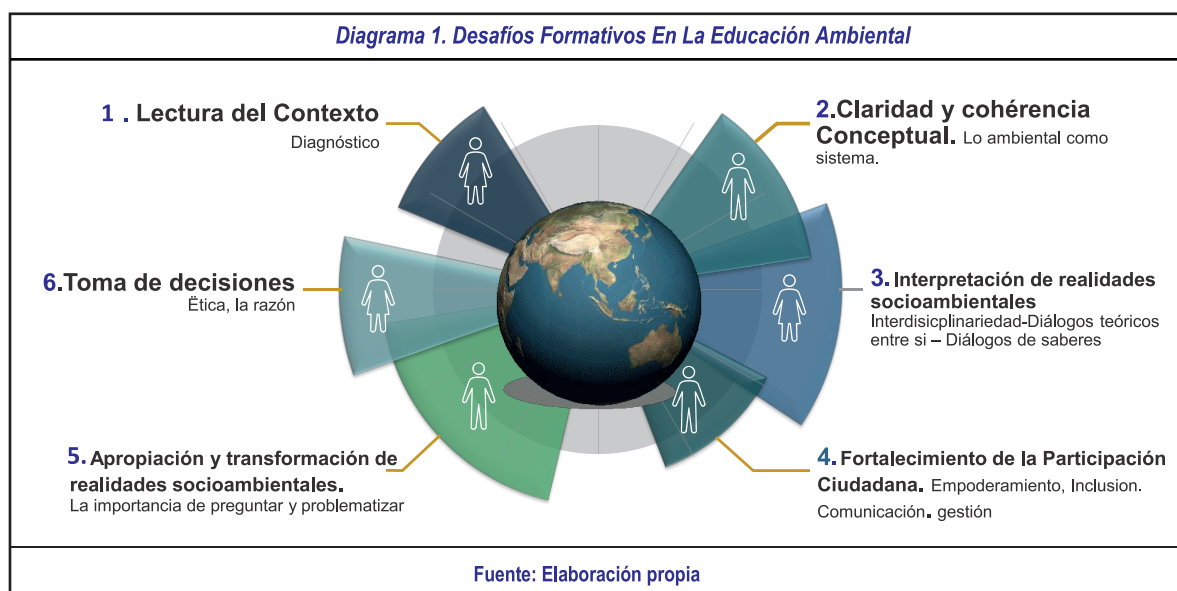 Diagrama 1. Desafíos Formativos En La Educación Ambiental
1 . Lectura del Contexto
Diagnóstico
2.Claridad y cohérencia
Conceptual. Lo ambiental como
sistema.
3. Interpretación de realidades
socioambientales
Interdisicplinariedad-Diálogos teóricos
entre si – Diálogos de saberes
4. Fortalecimiento de la Participación
Ciudadana. Empoderamiento, Inclusion.
Comunicación. gestión
5. Apropiación y transformación de
realidades socioambientales.
La importancia de preguntar y problematizar
6.Toma de decisiones
Ëtica, la razón
Fuente: Elaboración propia